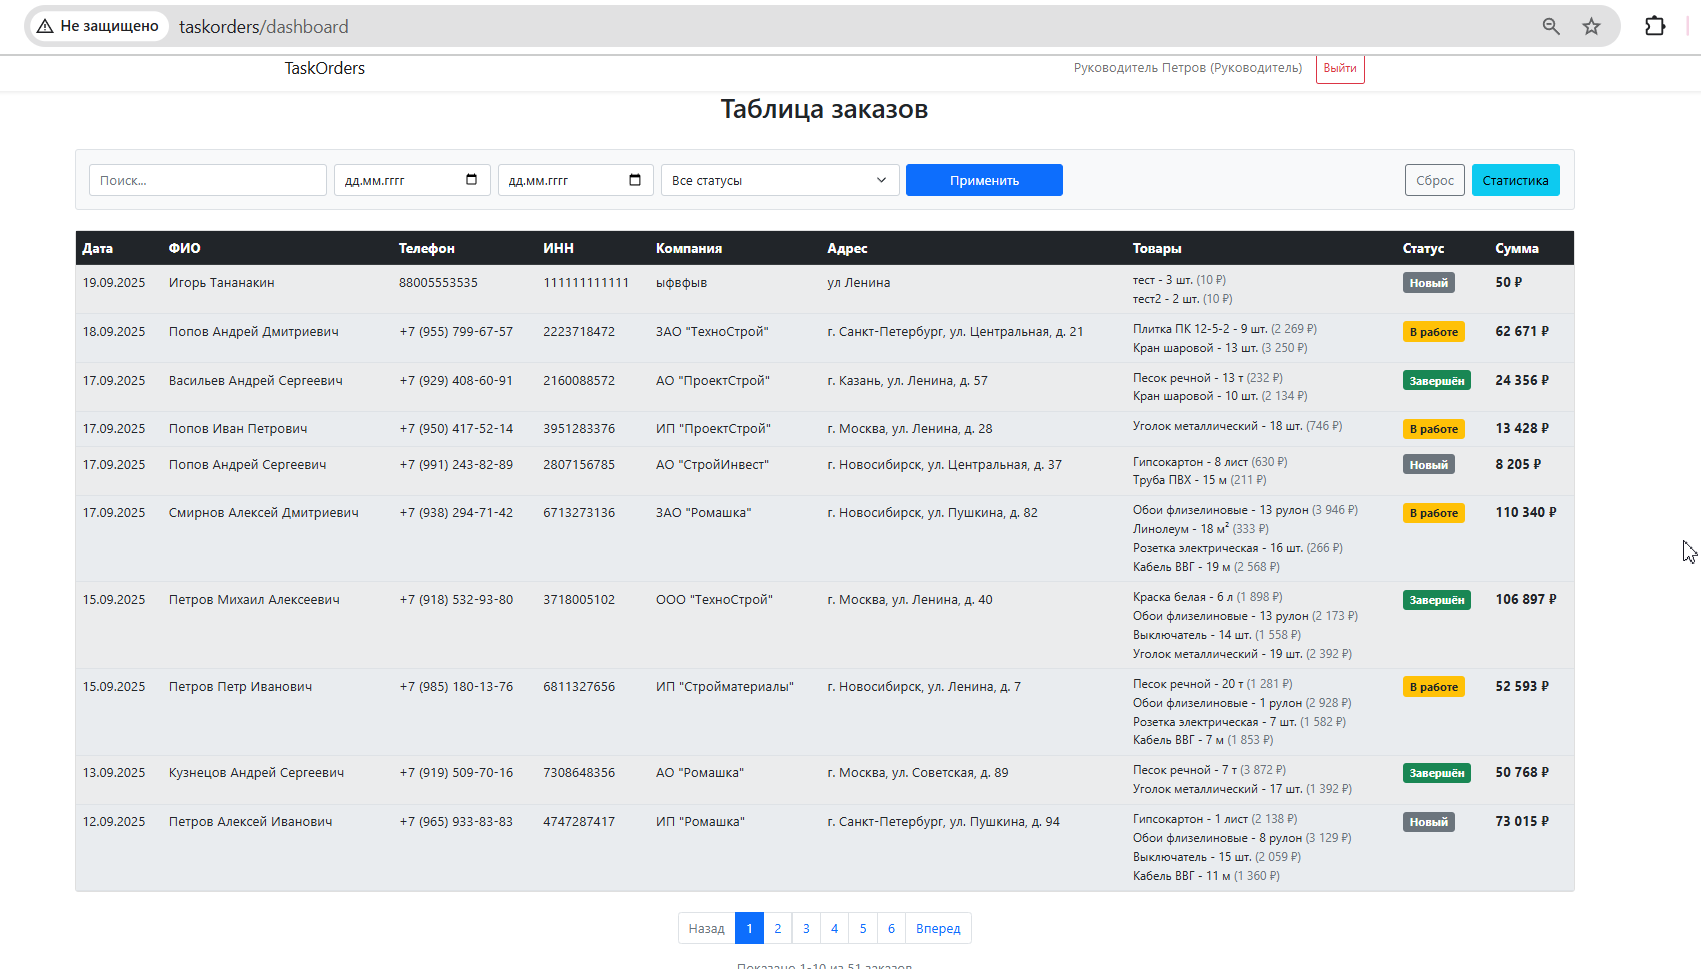 Не защищено taskorders/dashboard
TaskOrders Руководитель Петров (Руководитель) Выйти
Таблица заказов
Поиск... дд.мм.гггг дд.мм.гггг Все статусы Применить Сброс Статистика
Дата ФИО Телефон ИНН Компания Адрес Товары Статус Сумма
19.09.2025 Игорь Тананакин 88005553535 111111111111 ыфвфыв ул Ленина тест - 3 шт. (10 ₽) Новый 50 ₽
тест2 - 2 шт. (10 ₽)
18.09.2025 Попов Андрей Дмитриевич +7 (955) 799-67-57 2223718472 ЗАО "ТехноСтрой" г. Санкт-Петербург, ул. Центральная, д. 21 Плитка ПК 12-5-2 - 9 шт. (2 269 ₽) В работе 62 671 ₽
Кран шаровой - 13 шт. (3 250 ₽)
17.09.2025 Васильев Андрей Сергеевич +7 (929) 408-60-91 2160088572 АО "ПроектСтрой" г. Казань, ул. Ленина, д. 57 Песок речной - 13 т (232 ₽) Завершён 24 356 ₽
Кран шаровой - 10 шт. (2 134 ₽)
17.09.2025 Попов Иван Петрович +7 (950) 417-52-14 3951283376 ИП "ПроектСтрой" г. Москва, ул. Ленина, д. 28 Уголок металлический - 18 шт. (746 ₽) В работе 13 428 ₽
17.09.2025 Попов Андрей Сергеевич +7 (991) 243-82-89 2807156785 АО "СтройИнвест" г. Новосибирск, ул. Центральная, д. 37 Гипсокартон - 8 лист (630 ₽) Новый 8 205 ₽
Труба ПВХ - 15 м (211 ₽)
17.09.2025 Смирнов Алексей Дмитриевич +7 (938) 294-71-42 6713273136 ЗАО "Ромашка" г. Новосибирск, ул. Пушкина, д. 82 Обои флизелиновые - 13 рулон (3 946 ₽) В работе 110 340 ₽
Линолеум - 18 м² (333 ₽)
Розетка электрическая - 16 шт. (266 ₽)
Кабель ВВГ - 19 м (2 568 ₽)
15.09.2025 Петров Михаил Алексеевич +7 (918) 532-93-80 3718005102 ООО "ТехноСтрой" г. Москва, ул. Ленина, д. 40 Краска белая - 6 л (1 898 ₽) Завершён 106 897 ₽
Обои флизелиновые - 13 рулон (2 173 ₽)
Выключатель - 14 шт. (1 558 ₽)
Уголок металлический - 19 шт. (2 392 ₽)
15.09.2025 Петров Петр Иванович +7 (985) 180-13-76 6811327656 ИП "Стройматериалы" г. Новосибирск, ул. Ленина, д. 7 Песок речной - 20 т (1 281 ₽) В работе 52 593 ₽
Обои флизелиновые - 1 рулон (2 928 ₽)
Розетка электрическая - 7 шт. (1 582 ₽)
Кабель ВВГ - 7 м (1 853 ₽)
13.09.2025 Кузнецов Андрей Сергеевич +7 (919) 509-70-16 7308648356 АО "Ромашка" г. Москва, ул. Советская, д. 89 Песок речной - 7 т (3 872 ₽) Завершён 50 768 ₽
Уголок металлический - 17 шт. (1 392 ₽)
12.09.2025 Петров Алексей Иванович +7 (965) 933-83-83 4747287417 ИП "Ромашка" г. Санкт-Петербург, ул. Пушкина, д. 94 Гипсокартон - 1 лист (2 138 ₽) Новый 73 015 ₽
Обои флизелиновые - 8 рулон (3 129 ₽)
Выключатель - 15 шт. (2 059 ₽)
Кабель ВВГ - 11 м (1 360 ₽)
Назад 1 2 3 4 5 6 Вперед
Показано 1-10 из 51 заказов